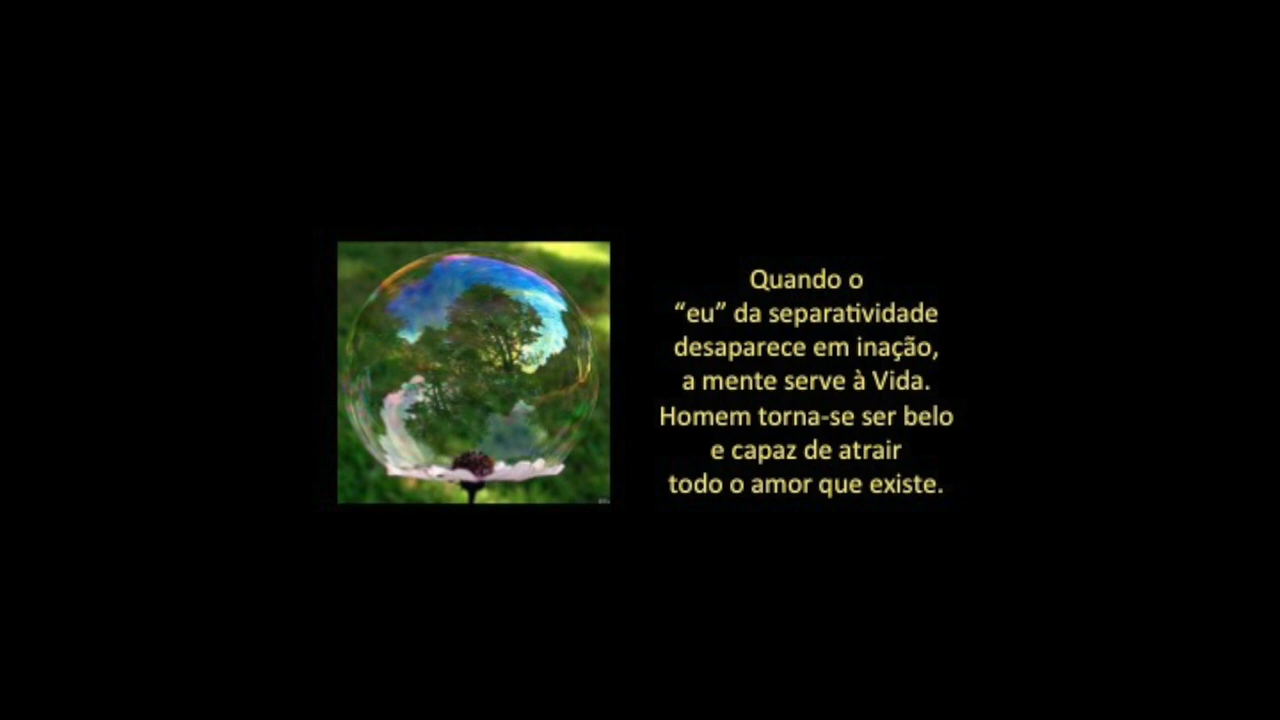 Quando o
“eu” da separatividade
desaparece em inação,
a mente serve à Vida.
Homem torna-se ser belo
e capaz de atrair
todo o amor que existe.